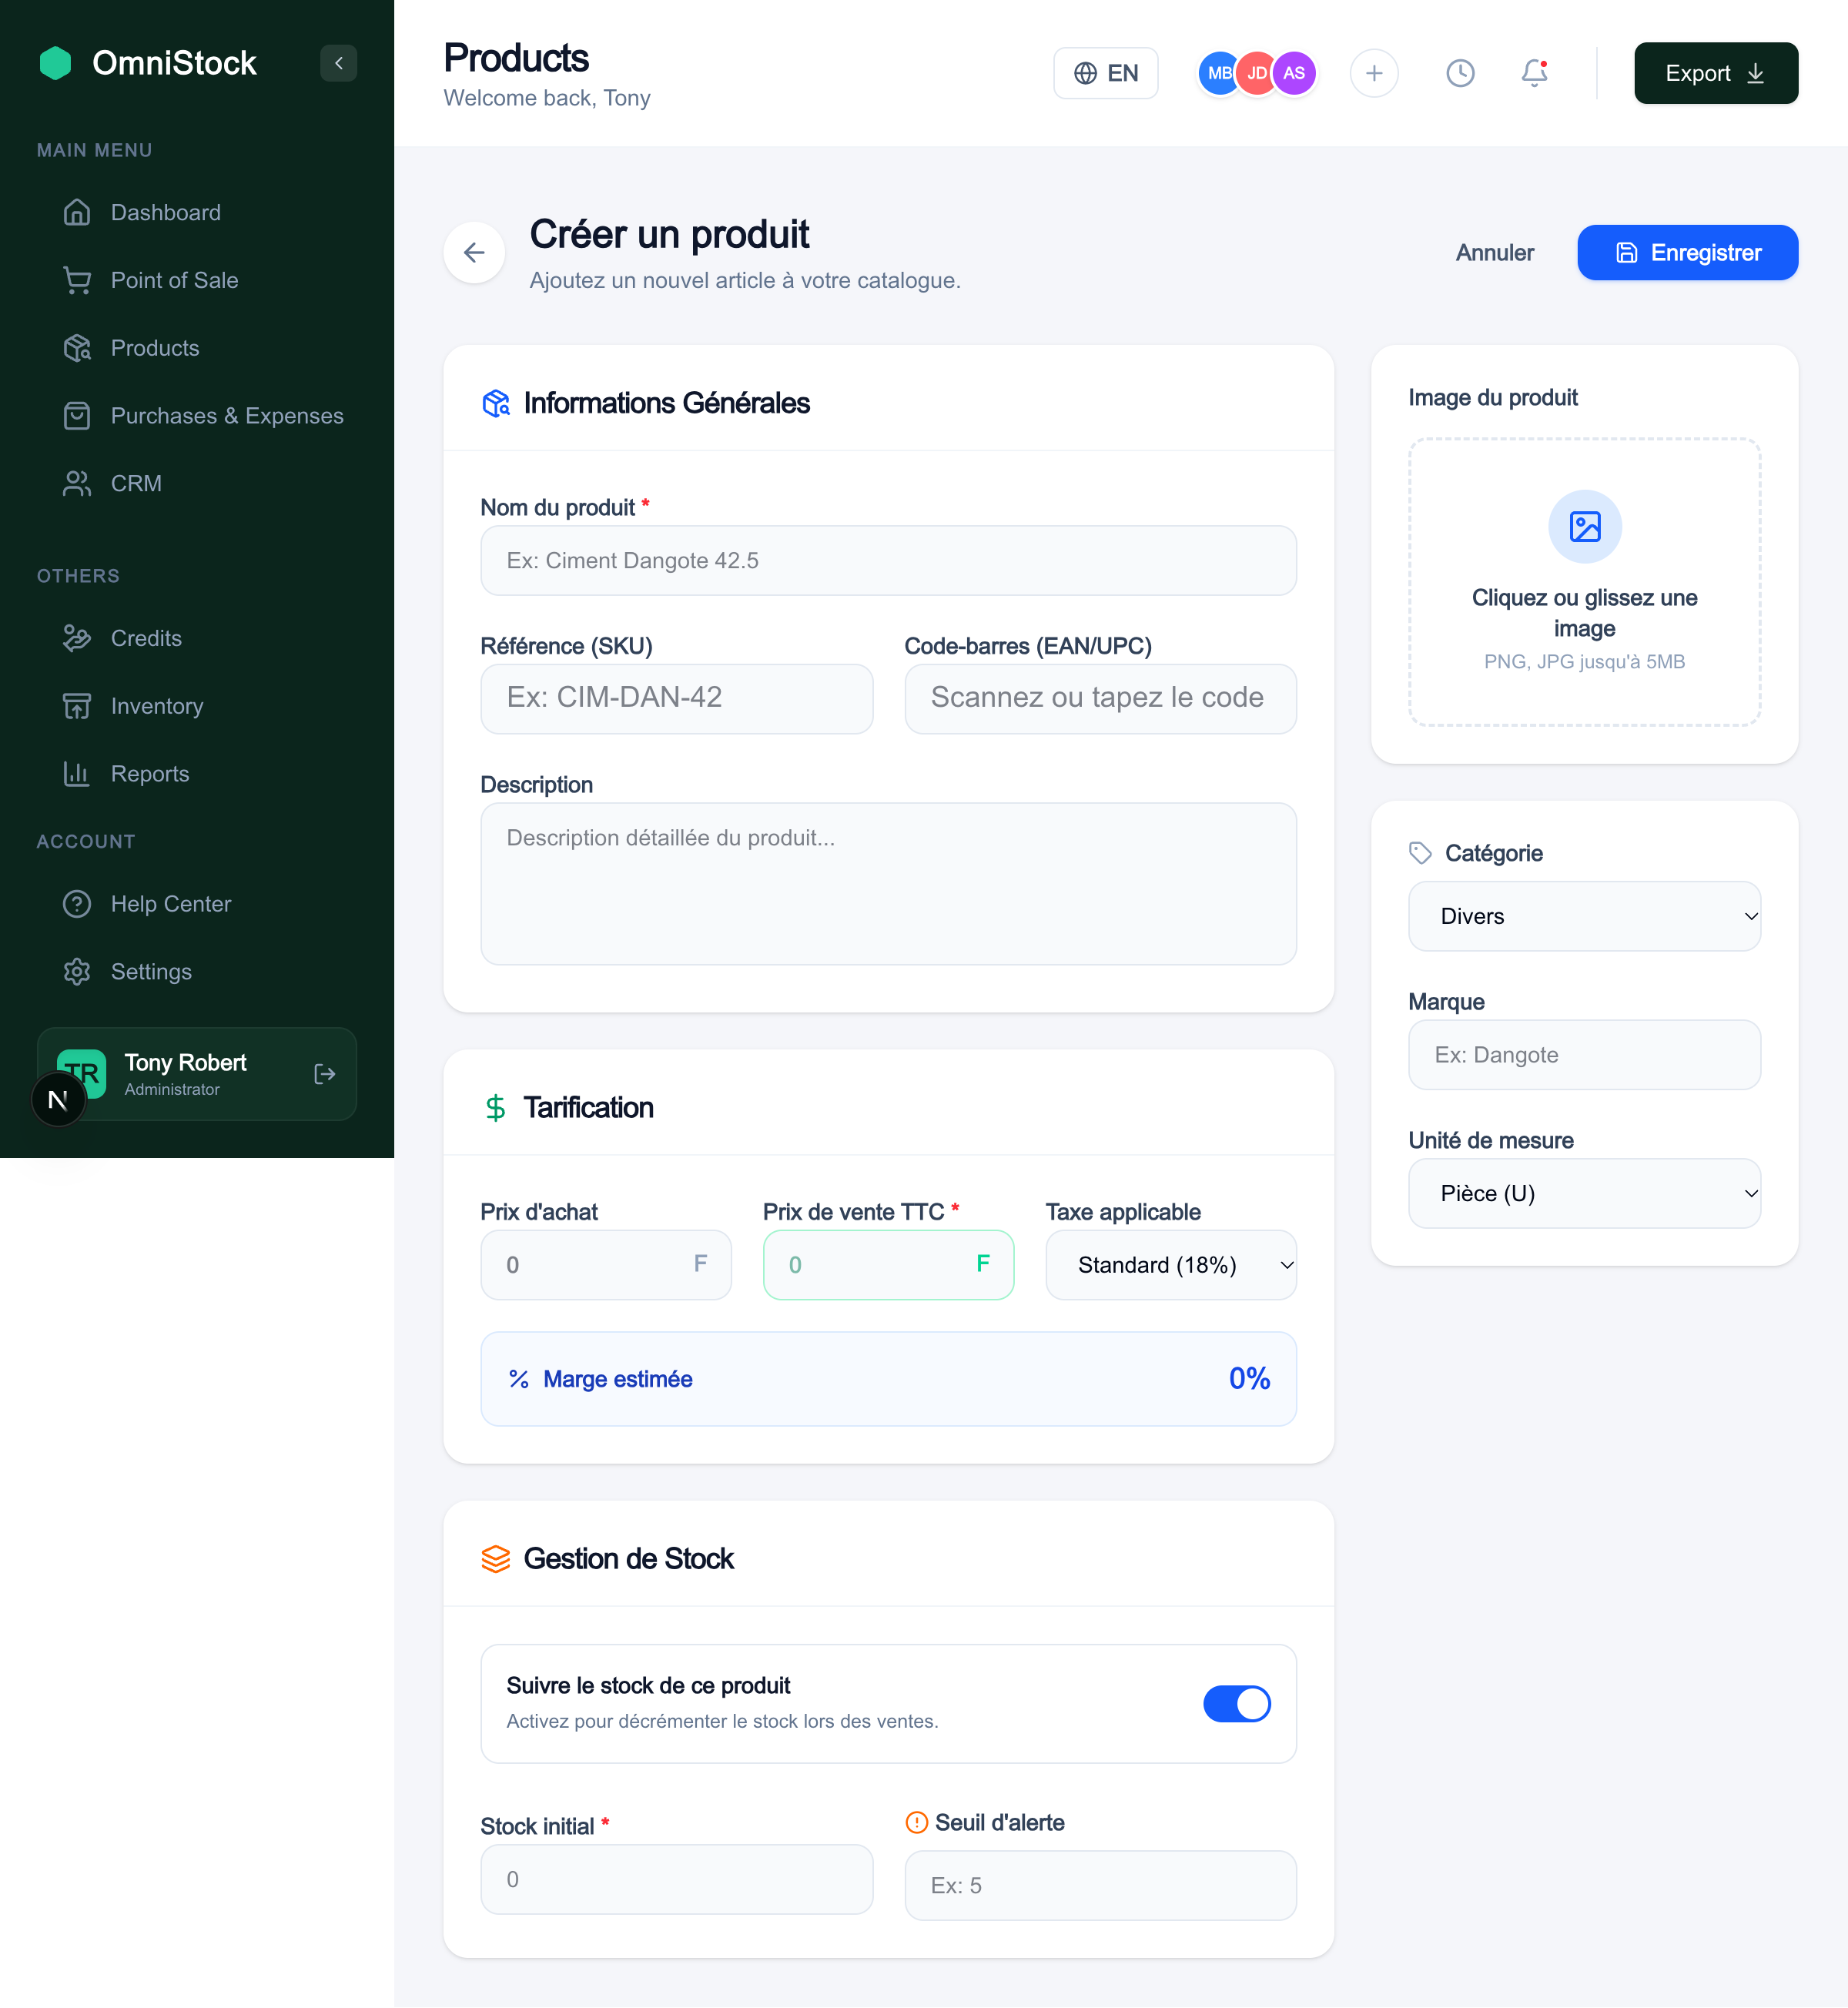 OmniStock
MAIN MENU
Dashboard
Point of Sale
Products
Purchases & Expenses
CRM
OTHERS
Credits
Inventory
Reports
ACCOUNT
Help Center
Settings
TR
Tony Robert
Administrator
N
Products
Welcome back, Tony
EN
MB
JD
AS
Export
Créer un produit
Ajoutez un nouvel article à votre catalogue.
Annuler
Enregistrer
Informations Générales
Nom du produit *
Ex: Ciment Dangote 42.5
Référence (SKU)
Ex: CIM-DAN-42
Code-barres (EAN/UPC)
Scannez ou tapez le code
Description
Description détaillée du produit...
Tarification
Prix d'achat
0 F
Prix de vente TTC *
0 F
Taxe applicable
Standard (18%)
% Marge estimée
0%
Gestion de Stock
Suivre le stock de ce produit
Activez pour décrémenter le stock lors des ventes.
Stock initial *
0
Seuil d'alerte
Ex: 5
Image du produit
Cliquez ou glissez une
image
PNG, JPG jusqu'à 5MB
Catégorie
Divers
Marque
Ex: Dangote
Unité de mesure
Pièce (U)